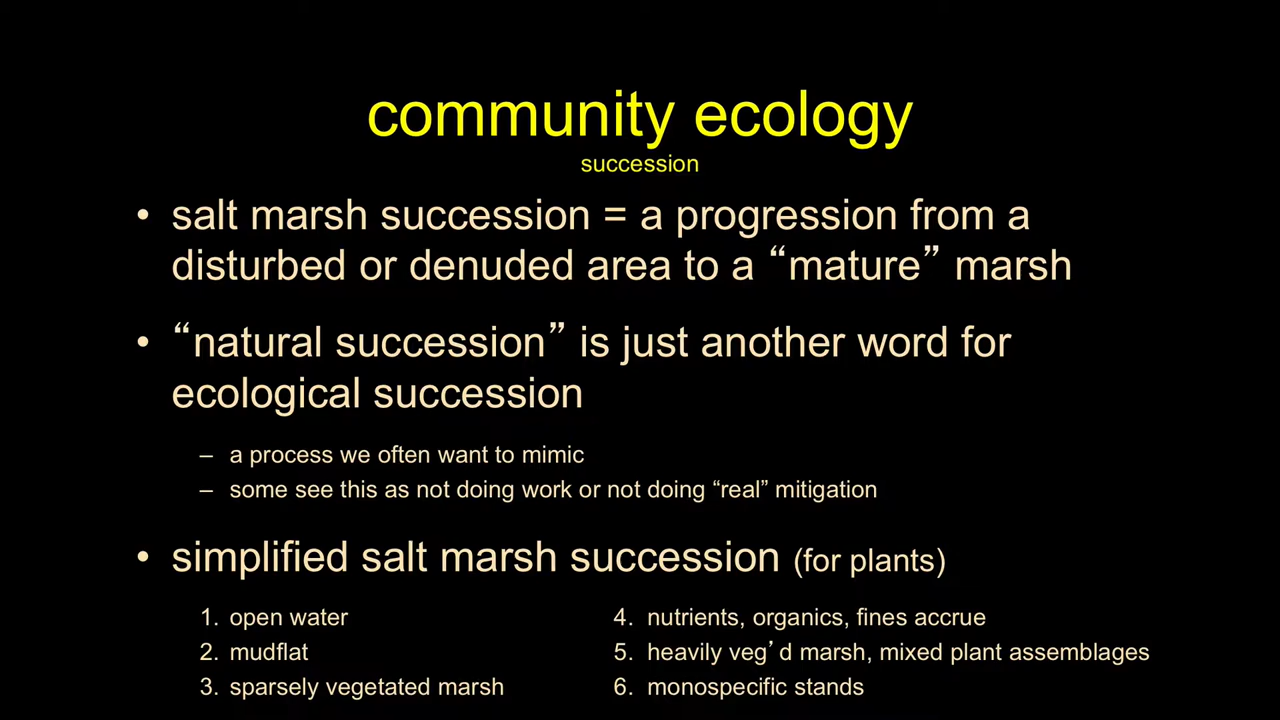 community ecology
succession
• salt marsh succession = a progression from a
disturbed or denuded area to a “mature” marsh
• “natural succession” is just another word for
ecological succession
– a process we often want to mimic
– some see this as not doing work or not doing “real” mitigation
• simplified salt marsh succession (for plants)
1. open water
2. mudflat
3. sparsely vegetated marsh
4. nutrients, organics, fines accrue
5. heavily veg’d marsh, mixed plant assemblages
6. monospecific stands